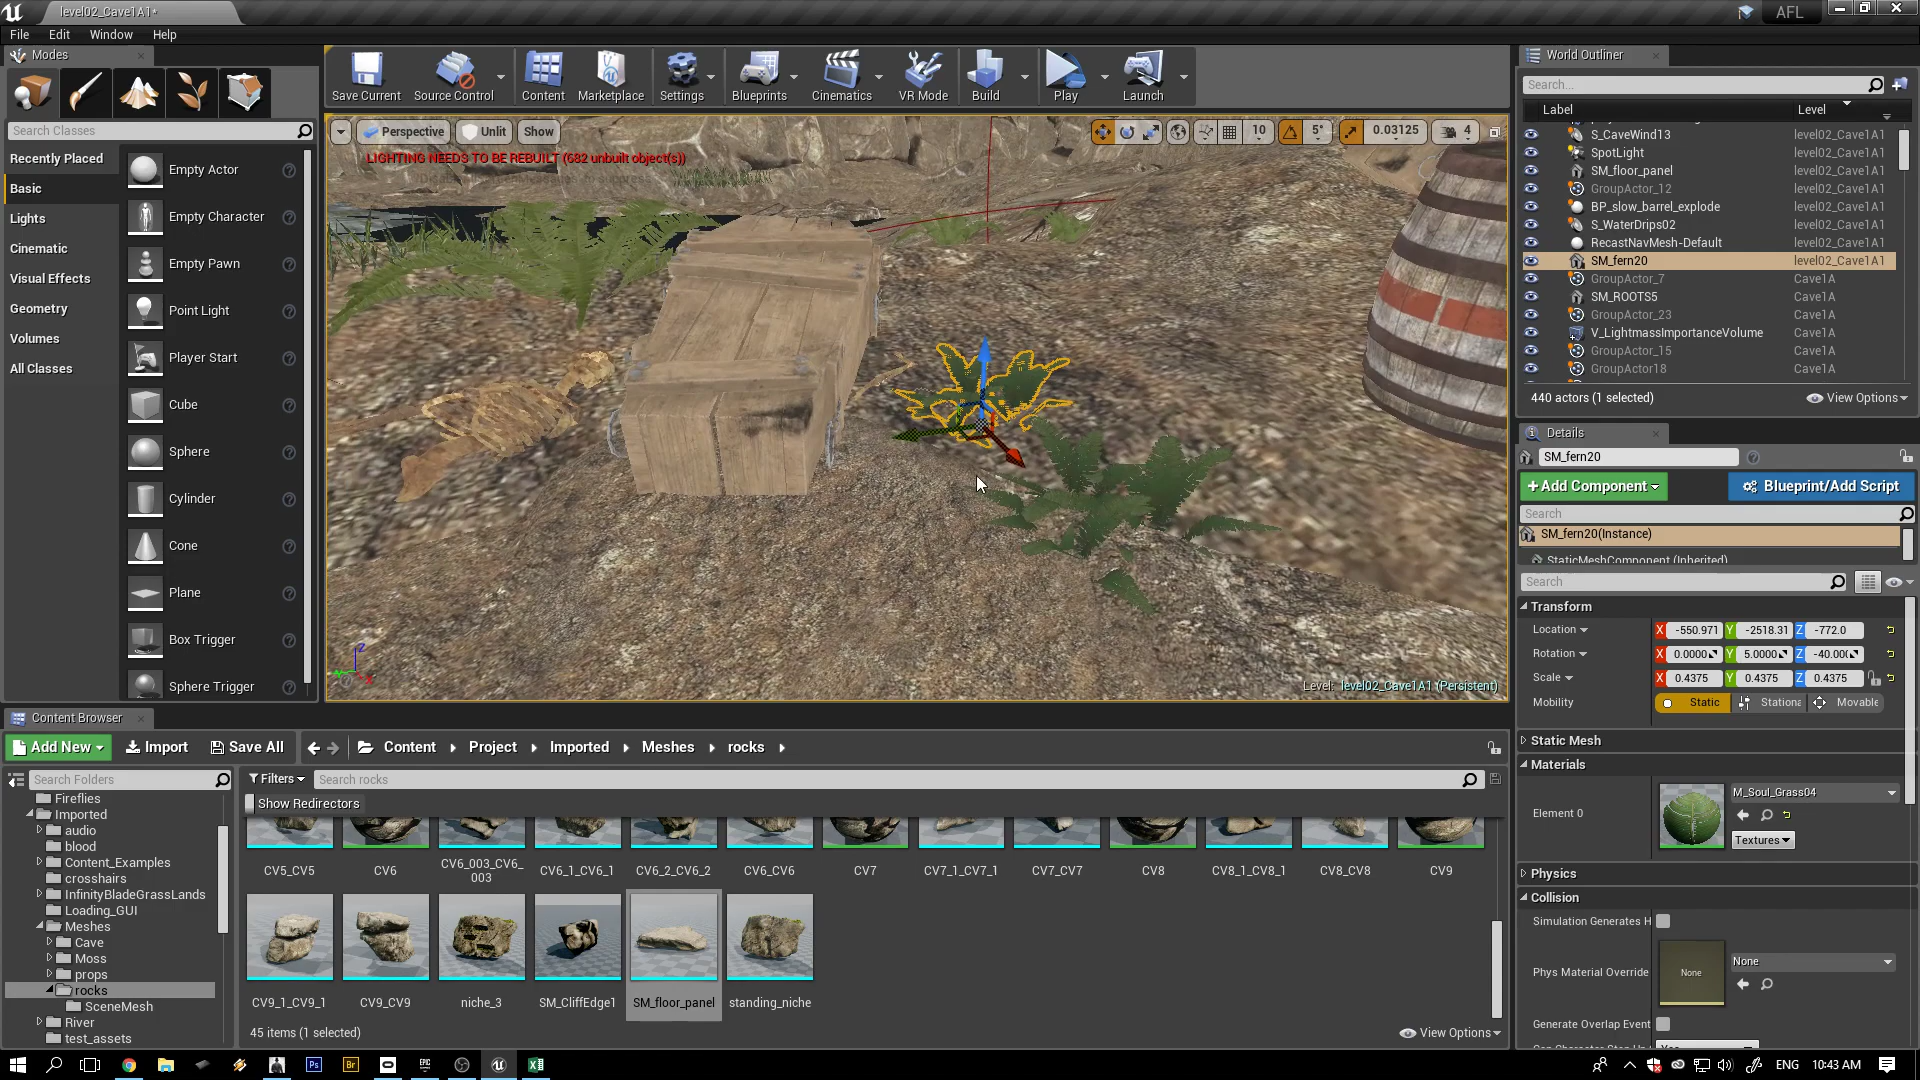 level02_Cave1A1*
AFL
File Edit Window Help
Modes
Search Classes
Recently Placed
Basic
Lights
Cinematic
Visual Effects
Geometry
Volumes
All Classes
Empty Actor
Empty Character
Empty Pawn
Point Light
Player Start
Cube
Sphere
Cylinder
Cone
Plane
Box Trigger
Sphere Trigger
Save Current Source Control Content Marketplace Settings Blueprints Cinematics VR Mode Build Play Launch
Perspective Unlit Show 10 5° 0.03125 4
LIGHTING NEEDS TO BE REBUILT (682 unbuilt object(s))
Level: level02_Cave1A1 (Persistent)
World Outliner
Search...
Label Level
S_CaveWind13 level02_Cave1A1
SpotLight level02_Cave1A1
SM_floor_panel level02_Cave1A1
GroupActor_12 level02_Cave1A1
BP_slow_barrel_explode level02_Cave1A1
S_WaterDrips02 level02_Cave1A1
RecastNavMesh-Default level02_Cave1A1
SM_fern20 level02_Cave1A1
GroupActor_7 Cave1A
SM_ROOTS5 Cave1A
GroupActor_23 Cave1A
V_LightmassImportanceVolume Cave1A
GroupActor_15 Cave1A
GroupActor18 Cave1A
440 actors (1 selected) View Options
Details
SM_fern20
+Add Component Blueprint/Add Script
Search
SM_fern20(Instance)
StaticMeshComponent (Inherited)
Search
Transform
Location X -550.971 Y -2518.31 Z -772.0
Rotation X 0.0000 Y 5.0000 Z -40.000
Scale X 0.4375 Y 0.4375 Z 0.4375
Mobility Static Stationa Movable
Static Mesh
Materials
Element 0 M_Soul_Grass04
Textures
Physics
Collision
Simulation Generates H
Phys Material Override None None
Generate Overlap Event
Content Browser
Add New Import Save All Content Project Imported Meshes rocks
Search Folders
Filters Search rocks
Show Redirectors
Fireflies
Imported
audio
blood
Content_Examples
crosshairs
InfinityBladeGrassLands
Loading_GUI
Meshes
Cave
Moss
props
rocks
SceneMesh
River
test_assets
CV5_CV5 CV6 CV6_003_CV6_003 CV6_1_CV6_1 CV6_2_CV6_2 CV6_CV6 CV7 CV7_1_CV7_1 CV7_CV7 CV8 CV8_1_CV8_1 CV8_CV8 CV9
CV9_1_CV9_1 CV9_CV9 niche_3 SM_CliffEdge1 SM_floor_panel standing_niche
45 items (1 selected) View Options
Ps Br EPIC ENG 10:43 AM